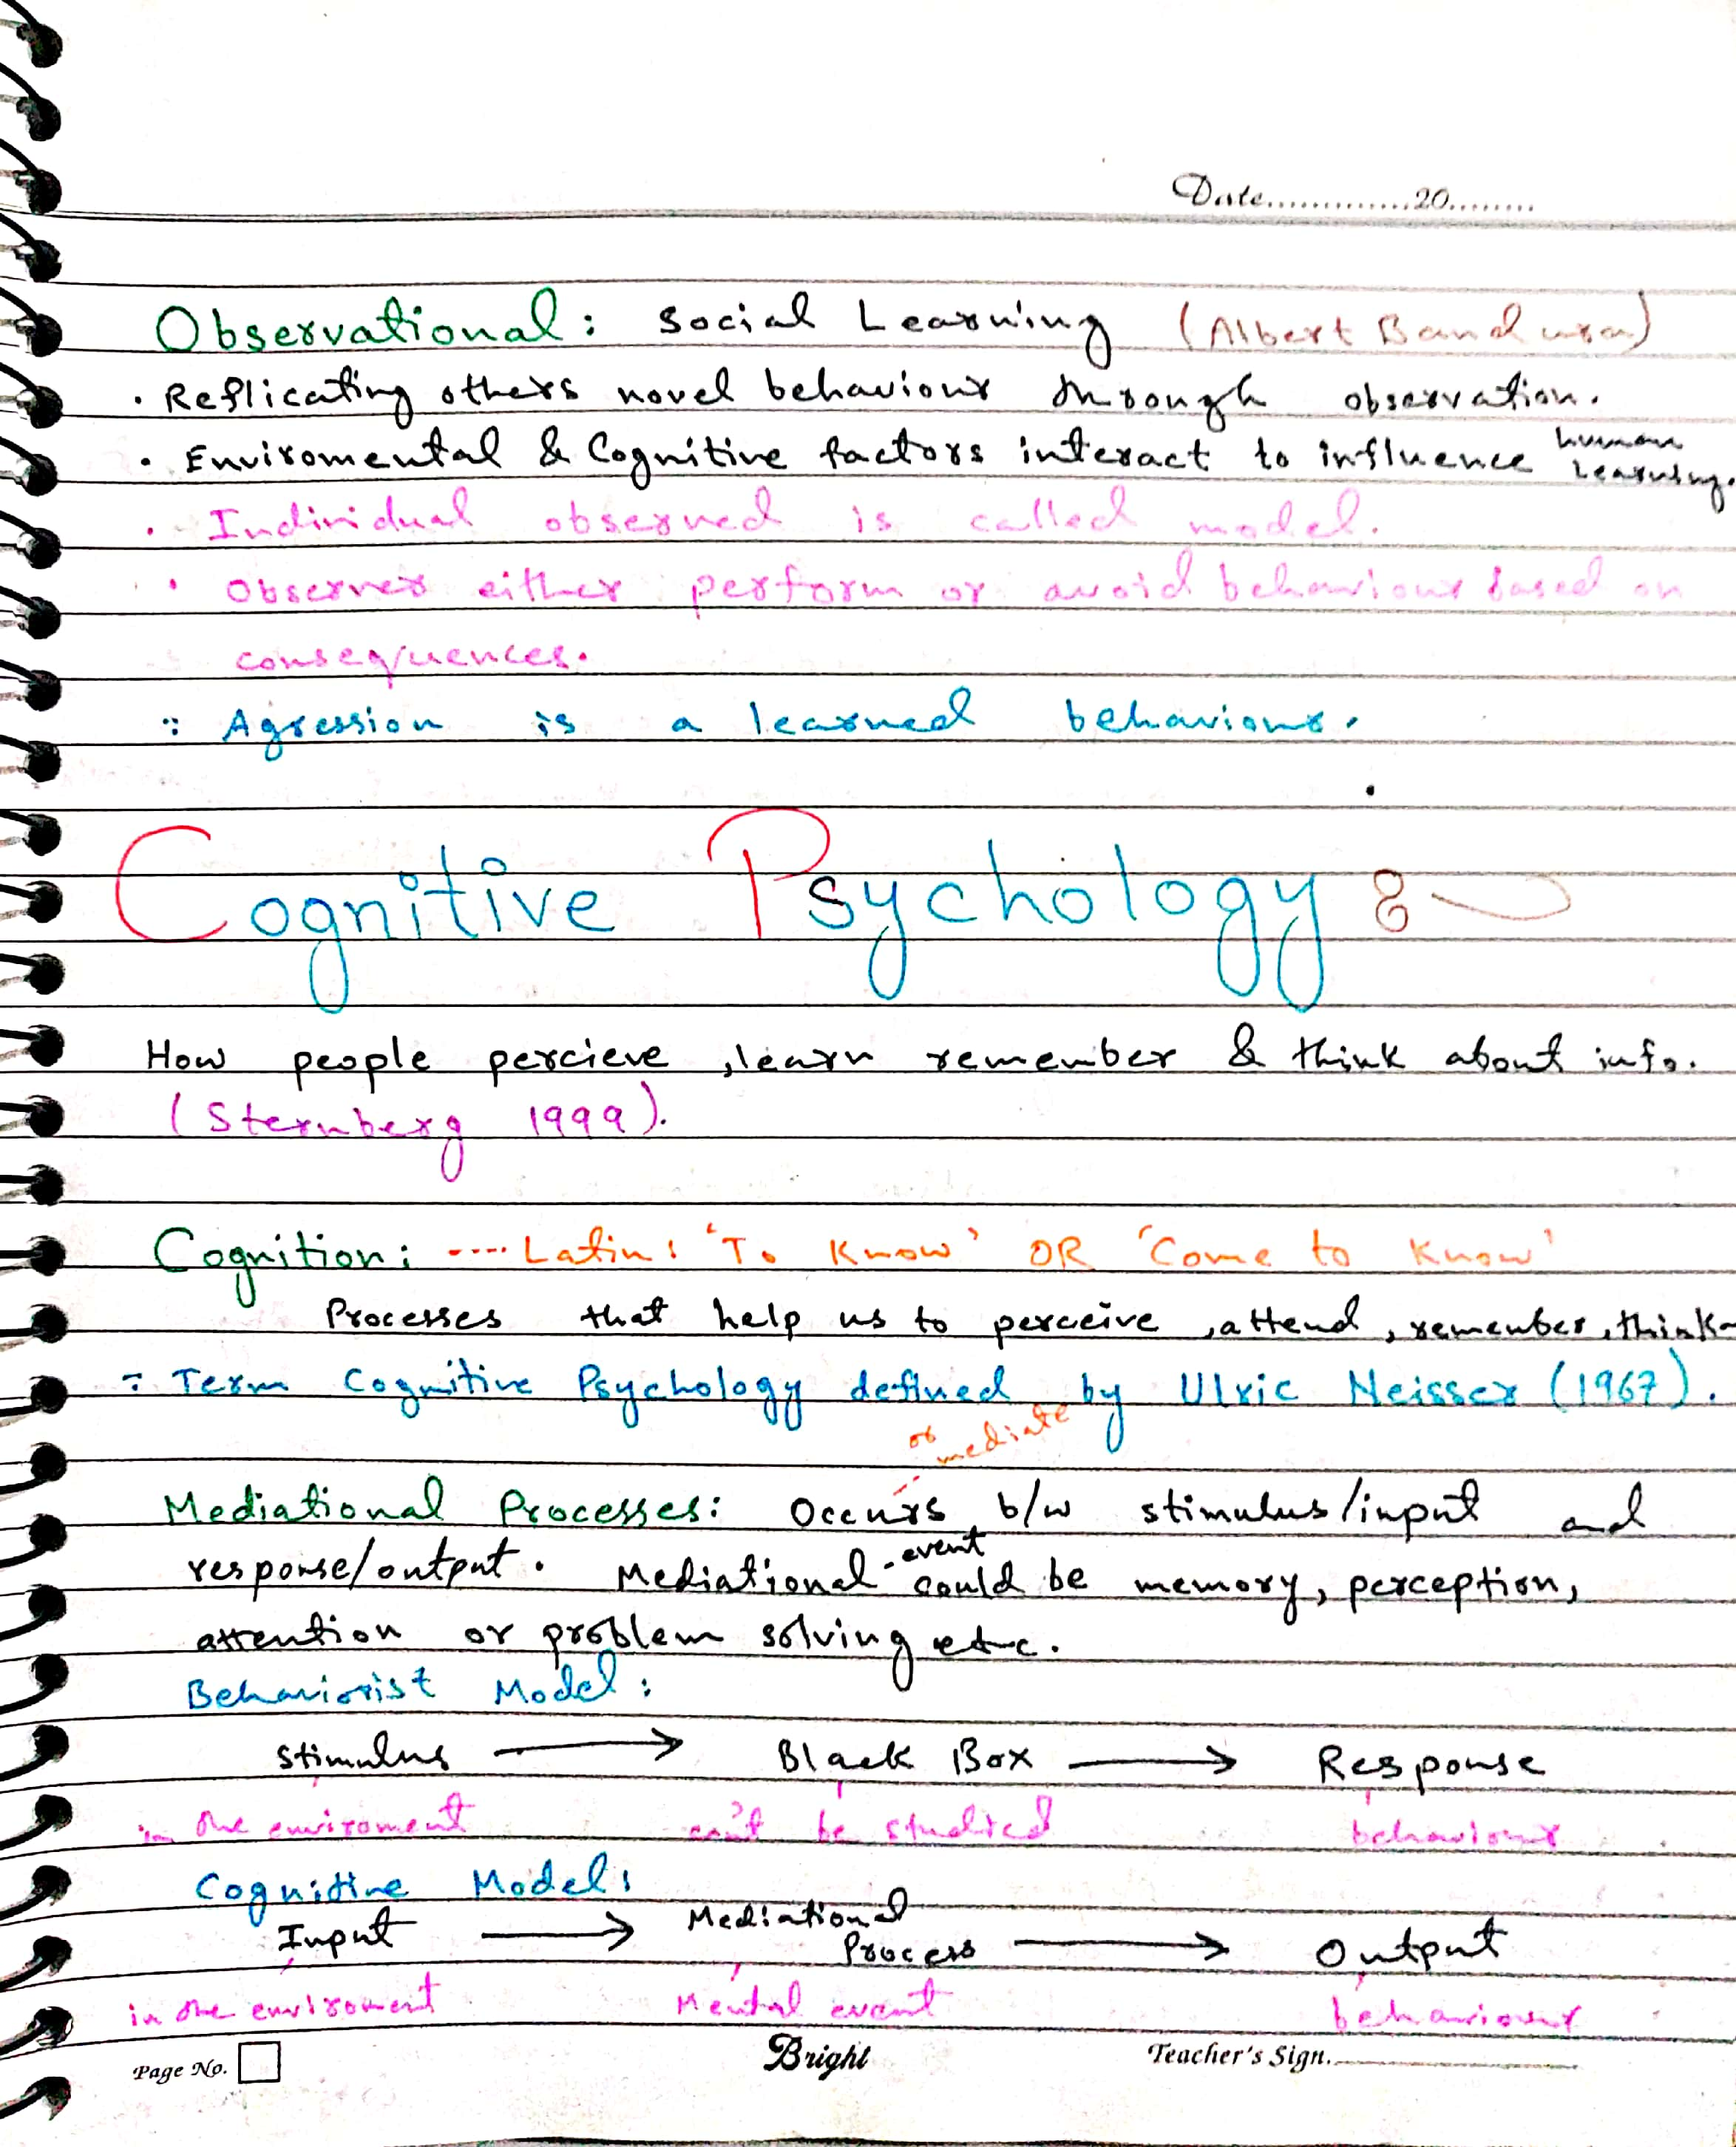 Date..............20........
Observational: Social Learning (Albert Bandura)
· Replicating others novel behaviour through observation.
· Enviromental & Cognitive factors interact to influence human learning.
· Individual observed is called model.
· Observer either perform or avoid behaviour based on
consequences.
:: Agression is a learned behaviour.
Cognitive Psychology :~
How people percieve, learn remember & think about info.
(Sternberg 1999).
Cognition: ---- Latin: 'To Know' OR 'Come to Know'
Processes that help us to perceive, attend, remember, think-
: Term Cognitive Psychology defined by Ulric Neisser (1967).
or mediate
Mediational Processes: Occurs b/w stimulus/input and
response/output. Mediational-event could be memory, perception,
attention or problem solving etc.
Behaviorist Model:
Stimulus → Black Box → Response
in the enviroment can't be studied behaviour
Cognitive Model:
Input → Mediational Process → Output
in the enviroment Mental event behaviour
Page No. Bright Teacher's Sign.